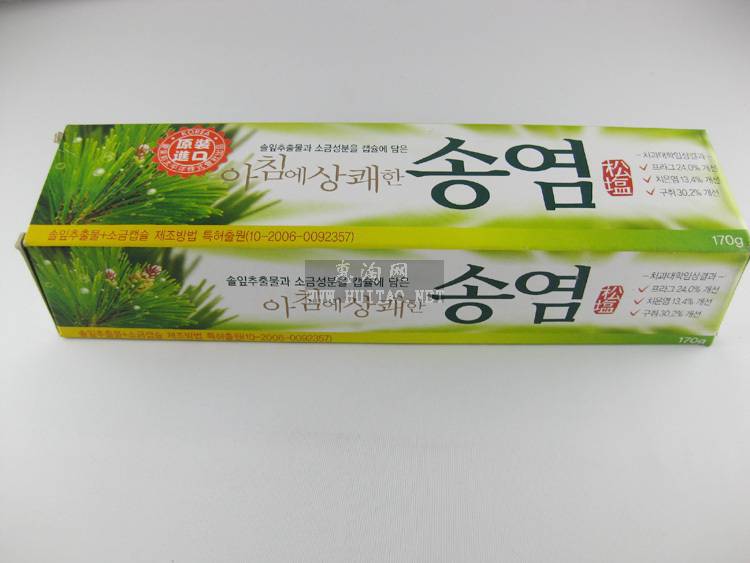 KOREA
原装
進口
솔잎추출물과 소금성분을 캡슐에 담은
아침에 상쾌한
송염
松塩
- 치과대학임상결과 -
✓ 프라그 24.0% 개선
✓ 치은염 13.4% 개선
✓ 구취 30.2% 개선
솔잎추출물+소금캡슐 제조방법 특허출원(10-2006-0092357)
170g
惠淘网
WWW.HUITAO.NET
솔잎추출물과 소금성분을 캡슐에 담은
아침에 상쾌한
송염
松塩
- 치과대학임상결과 -
✓ 프라그 24.0% 개선
✓ 치은염 13.4% 개선
✓ 구취 30.2% 개선
솔잎추출물+소금캡슐 제조방법 특허출원(10-2006-0092357)
170g